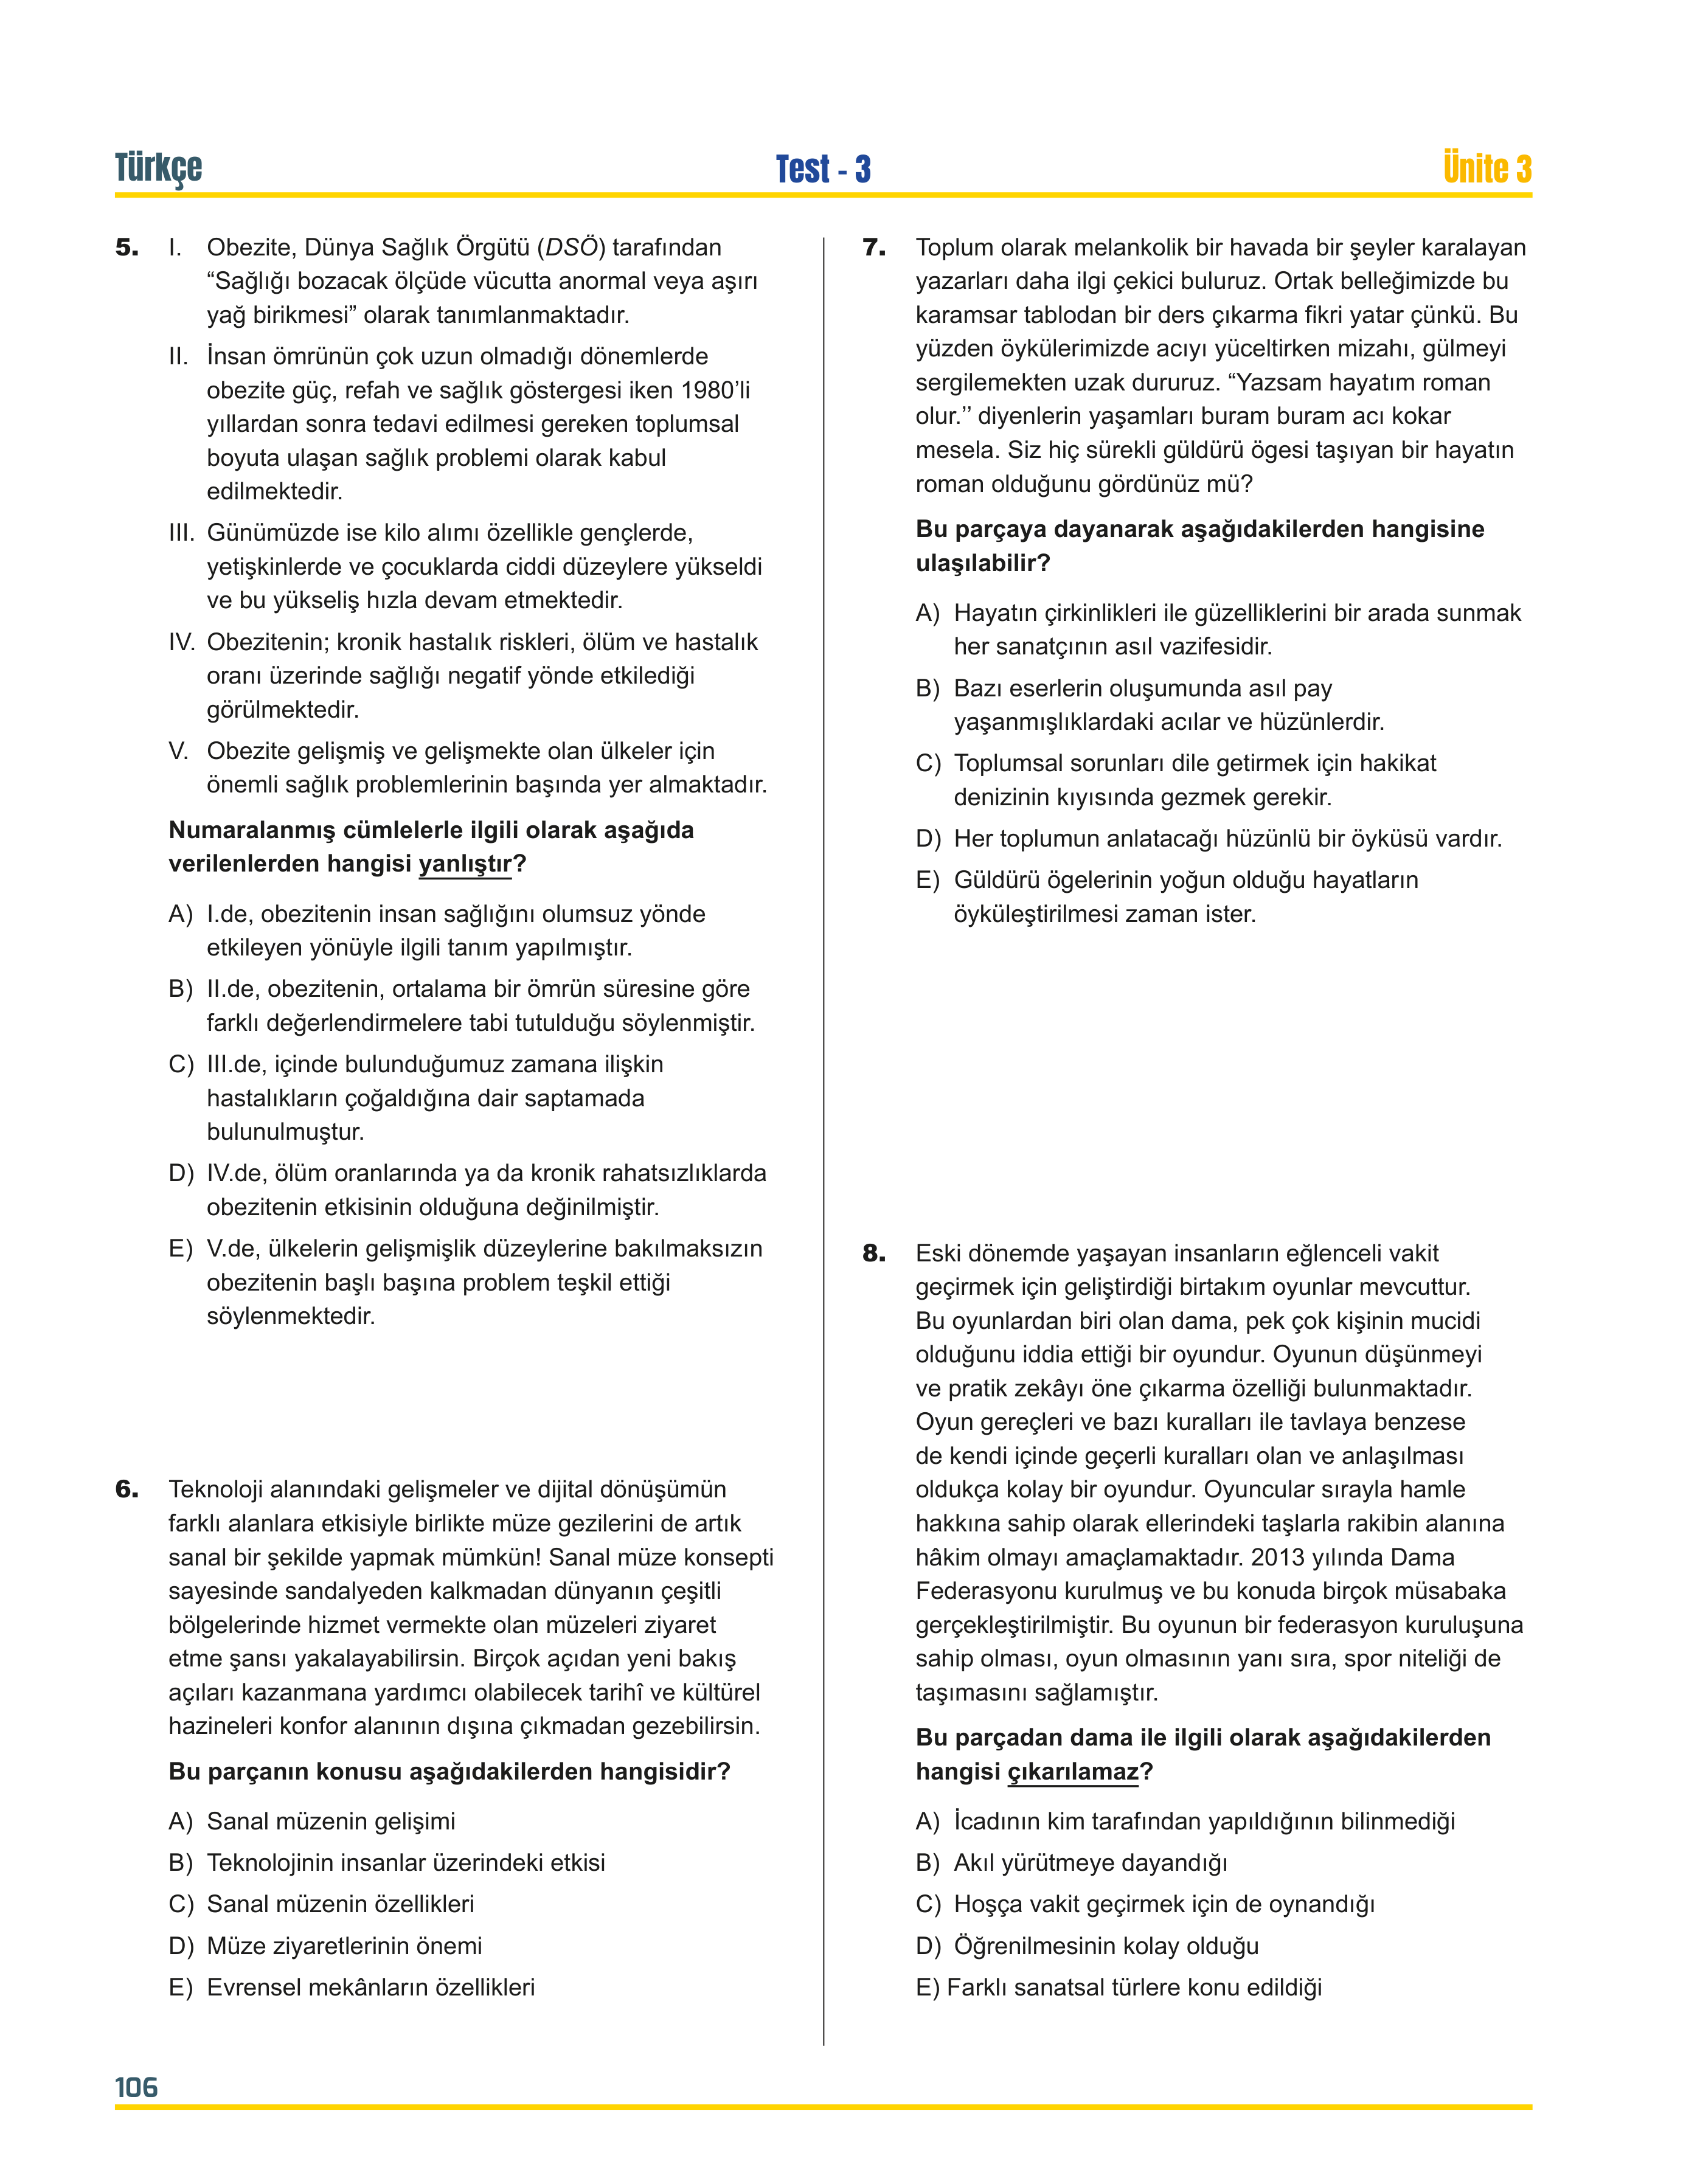 Türkçe
Test - 3
Ünite 3
5. I. Obezite, Dünya Sağlık Örgütü (DSÖ) tarafından
“Sağlığı bozacak ölçüde vücutta anormal veya aşırı
yağ birikmesi” olarak tanımlanmaktadır.
II. İnsan ömrünün çok uzun olmadığı dönemlerde
obezite güç, refah ve sağlık göstergesi iken 1980’li
yıllardan sonra tedavi edilmesi gereken toplumsal
boyuta ulaşan sağlık problemi olarak kabul
edilmektedir.
III. Günümüzde ise kilo alımı özellikle gençlerde,
yetişkinlerde ve çocuklarda ciddi düzeylere yükseldi
ve bu yükseliş hızla devam etmektedir.
IV. Obezitenin; kronik hastalık riskleri, ölüm ve hastalık
oranı üzerinde sağlığı negatif yönde etkilediği
görülmektedir.
V. Obezite gelişmiş ve gelişmekte olan ülkeler için
önemli sağlık problemlerinin başında yer almaktadır.
Numaralanmış cümlelerle ilgili olarak aşağıda
verilenlerden hangisi yanlıştır?
A) I.de, obezitenin insan sağlığını olumsuz yönde
etkileyen yönüyle ilgili tanım yapılmıştır.
B) II.de, obezitenin, ortalama bir ömrün süresine göre
farklı değerlendirmelere tabi tutulduğu söylenmiştir.
C) III.de, içinde bulunduğumuz zamana ilişkin
hastalıkların çoğaldığına dair saptamada
bulunulmuştur.
D) IV.de, ölüm oranlarında ya da kronik rahatsızlıklarda
obezitenin etkisinin olduğuna değinilmiştir.
E) V.de, ülkelerin gelişmişlik düzeylerine bakılmaksızın
obezitenin başlı başına problem teşkil ettiği
söylenmektedir.
6. Teknoloji alanındaki gelişmeler ve dijital dönüşümün
farklı alanlara etkisiyle birlikte müze gezilerini de artık
sanal bir şekilde yapmak mümkün! Sanal müze konsepti
sayesinde sandalyeden kalkmadan dünyanın çeşitli
bölgelerinde hizmet vermekte olan müzeleri ziyaret
etme şansı yakalayabilirsin. Birçok açıdan yeni bakış
açıları kazanmana yardımcı olabilecek tarihî ve kültürel
hazineleri konfor alanının dışına çıkmadan gezebilirsin.
Bu parçanın konusu aşağıdakilerden hangisidir?
A) Sanal müzenin gelişimi
B) Teknolojinin insanlar üzerindeki etkisi
C) Sanal müzenin özellikleri
D) Müze ziyaretlerinin önemi
E) Evrensel mekânların özellikleri
7. Toplum olarak melankolik bir havada bir şeyler karalayan
yazarları daha ilgi çekici buluruz. Ortak belleğimizde bu
karamsar tablodan bir ders çıkarma fikri yatar çünkü. Bu
yüzden öykülerimizde acıyı yüceltirken mizahı, gülmeyi
sergilemekten uzak dururuz. “Yazsam hayatım roman
olur.’’ diyenlerin yaşamları buram buram acı kokar
mesela. Siz hiç sürekli güldürü ögesi taşıyan bir hayatın
roman olduğunu gördünüz mü?
Bu parçaya dayanarak aşağıdakilerden hangisine
ulaşılabilir?
A) Hayatın çirkinlikleri ile güzelliklerini bir arada sunmak
her sanatçının asıl vazifesidir.
B) Bazı eserlerin oluşumunda asıl pay
yaşanmışlıklardaki acılar ve hüzünlerdir.
C) Toplumsal sorunları dile getirmek için hakikat
denizinin kıyısında gezmek gerekir.
D) Her toplumun anlatacağı hüzünlü bir öyküsü vardır.
E) Güldürü ögelerinin yoğun olduğu hayatların
öyküleştirilmesi zaman ister.
8. Eski dönemde yaşayan insanların eğlenceli vakit
geçirmek için geliştirdiği birtakım oyunlar mevcuttur.
Bu oyunlardan biri olan dama, pek çok kişinin mucidi
olduğunu iddia ettiği bir oyundur. Oyunun düşünmeyi
ve pratik zekâyı öne çıkarma özelliği bulunmaktadır.
Oyun gereçleri ve bazı kuralları ile tavlaya benzese
de kendi içinde geçerli kuralları olan ve anlaşılması
oldukça kolay bir oyundur. Oyuncular sırayla hamle
hakkına sahip olarak ellerindeki taşlarla rakibin alanına
hâkim olmayı amaçlamaktadır. 2013 yılında Dama
Federasyonu kurulmuş ve bu konuda birçok müsabaka
gerçekleştirilmiştir. Bu oyunun bir federasyon kuruluşuna
sahip olması, oyun olmasının yanı sıra, spor niteliği de
taşımasını sağlamıştır.
Bu parçadan dama ile ilgili olarak aşağıdakilerden
hangisi çıkarılamaz?
A) İcadının kim tarafından yapıldığının bilinmediği
B) Akıl yürütmeye dayandığı
C) Hoşça vakit geçirmek için de oynandığı
D) Öğrenilmesinin kolay olduğu
E) Farklı sanatsal türlere konu edildiği
106